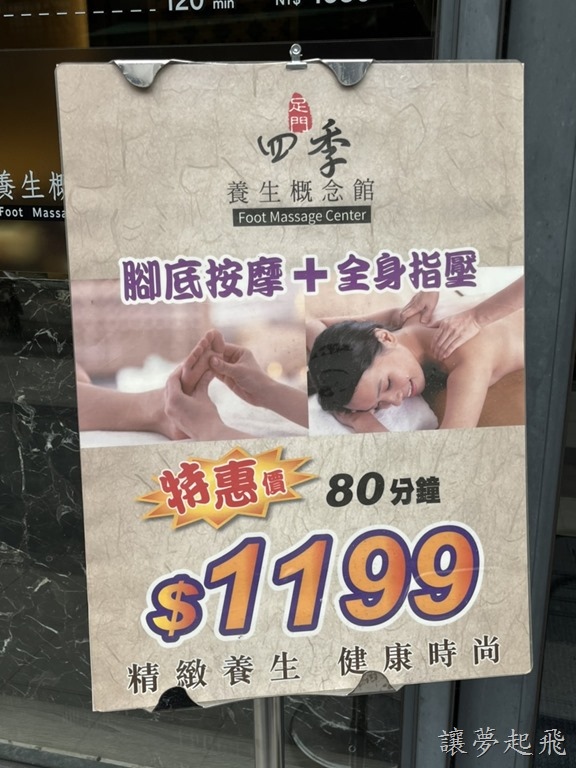 120 min NT$
養生概
Foot Massa
足門
四季
養生概念館
Foot Massage Center
腳底按摩＋全身指壓
特惠價 80分鐘
$1199
精緻養生 健康時尚
讓夢起飛